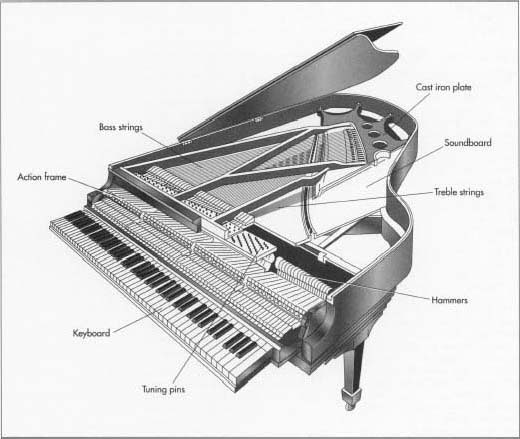 Cast iron plate
Bass strings
Soundboard
Action frame
Treble strings
Hammers
Keyboard
Tuning pins